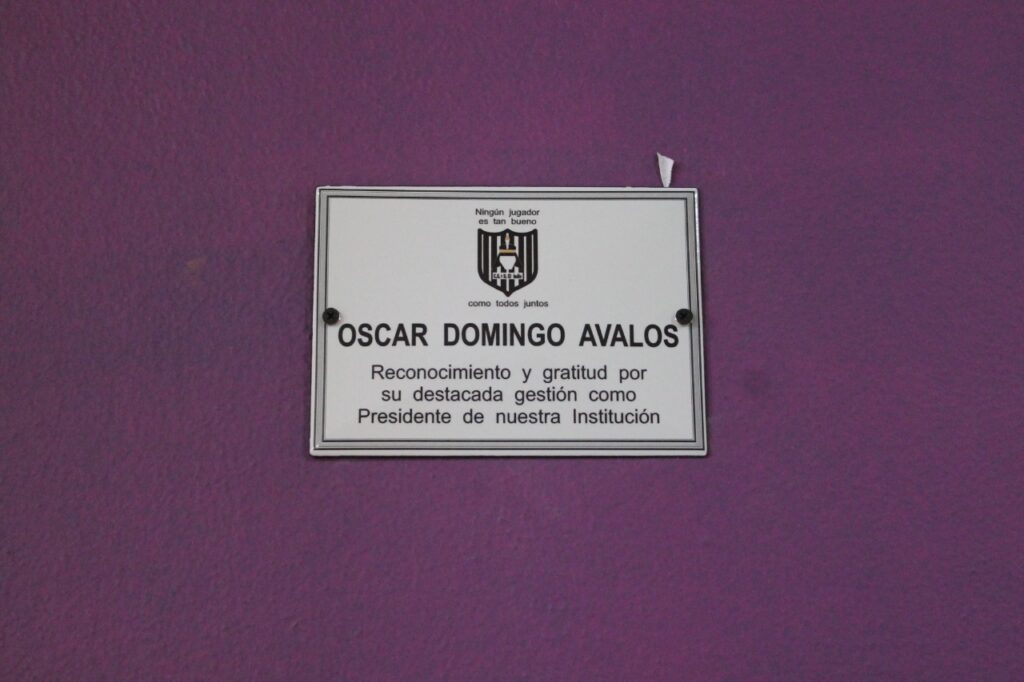 Ningún jugador
es tan bueno
como todos juntos
OSCAR DOMINGO AVALOS
Reconocimiento y gratitud por
su destacada gestión como
Presidente de nuestra Institución